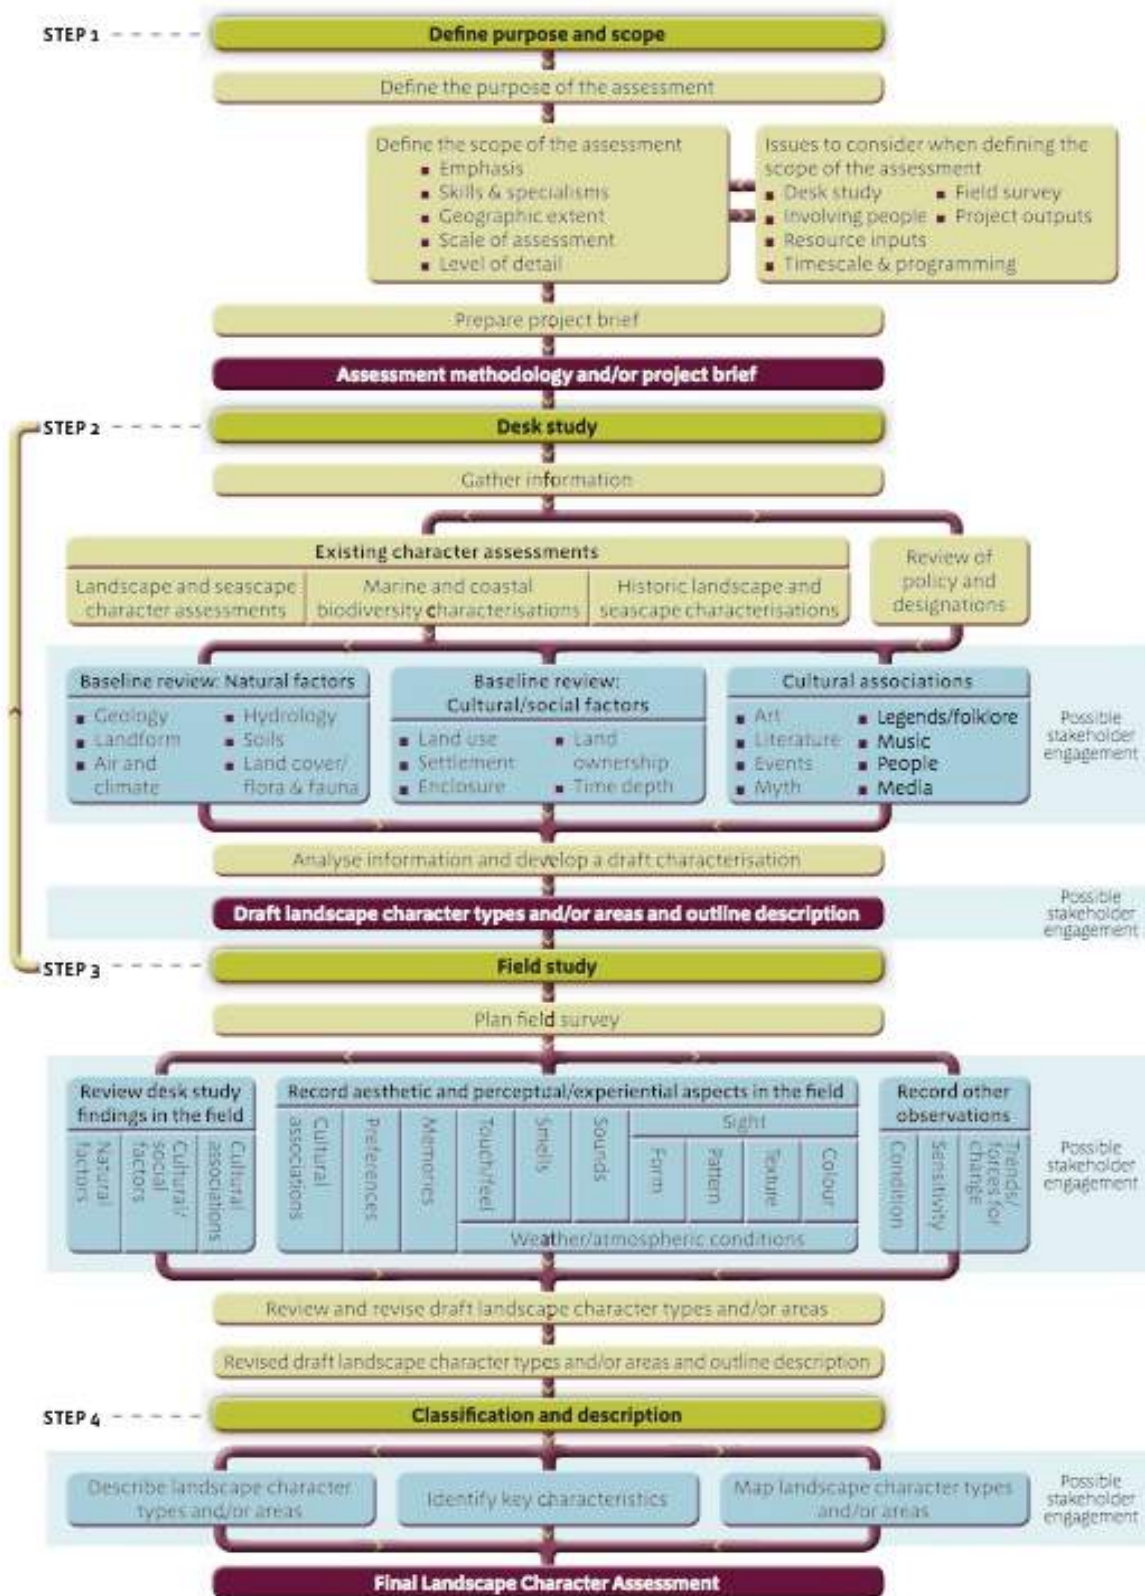 STEP 1
Define purpose and scope
Define the purpose of the assessment
Define the scope of the assessment
■ Emphasis
■ Skills & specialisms
■ Geographic extent
■ Scale of assessment
■ Level of detail
Issues to consider when defining the
scope of the assessment
■ Desk study
■ Involving people
■ Resource inputs
■ Timescale & programming
■ Field survey
■ Project outputs
Prepare project brief
Assessment methodology and/or project brief
STEP 2
Desk study
Gather information
Existing character assessments
Landscape and seascape
character assessments
Marine and coastal
biodiversity characterisations
Historic landscape and
seascape characterisations
Review of
policy and
designations
Baseline review: Natural factors
■ Geology
■ Landform
■ Air and
climate
■ Hydrology
■ Soils
■ Land cover/
flora & fauna
Baseline review:
Cultural/social factors
■ Land use
■ Settlement
■ Enclosure
■ Land
ownership
■ Time depth
Cultural associations
■ Art
■ Literature
■ Events
■ Myth
■ Legends/folklore
■ Music
■ People
■ Media
Possible
stakeholder
engagement
Analyse information and develop a draft characterisation
Draft landscape character types and/or areas and outline description
Possible
stakeholder
engagement
STEP 3
Field study
Plan field survey
Review desk study
findings in the field
Natural
factors
Cultural/
social
factors
Cultural
associations
Record aesthetic and perceptual/experiential aspects in the field
Cultural
associations
Preferences
Memories
Touch/feel
Smells
Sounds
Sight
Form
Pattern
Texture
Colour
Weather/atmospheric conditions
Record other
observations
Condition
Sensitivity
Trends/
forces for
change
Possible
stakeholder
engagement
Review and revise draft landscape character types and/or areas
Revised draft landscape character types and/or areas and outline description
STEP 4
Classification and description
Describe landscape character
types and/or areas
Identify key characteristics
Map landscape character types
and/or areas
Possible
stakeholder
engagement
Final Landscape Character Assessment